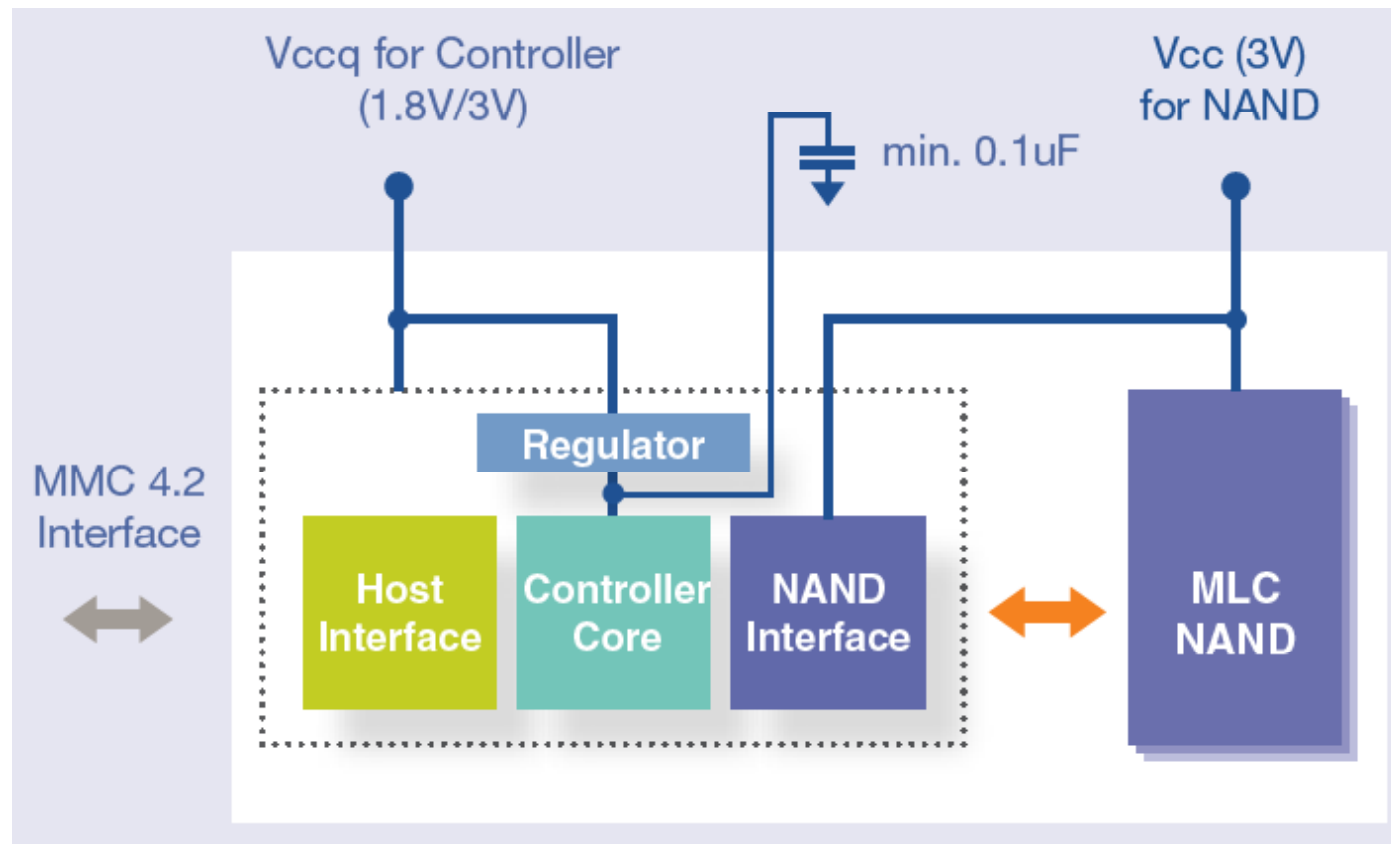 Vccq for Controller
(1.8V/3V)
Vcc (3V)
for NAND
min. 0.1uF
Regulator
MMC 4.2
Interface
Host
Interface
Controller
Core
NAND
Interface
MLC
NAND